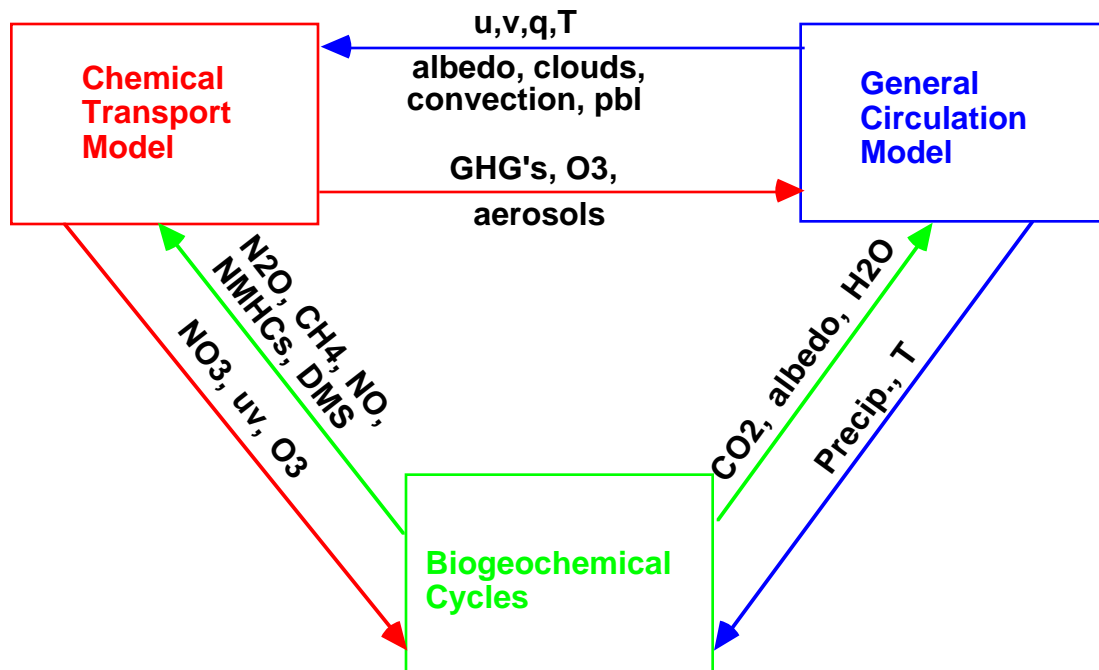 u,v,q,T
albedo, clouds,
convection, pbl
Chemical
Transport
Model
General
Circulation
Model
GHG's, O3,
aerosols
N2O, CH4, NO,
NMHCs, DMS
NO3, uv, O3
CO2, albedo, H2O
Precip., T
Biogeochemical
Cycles